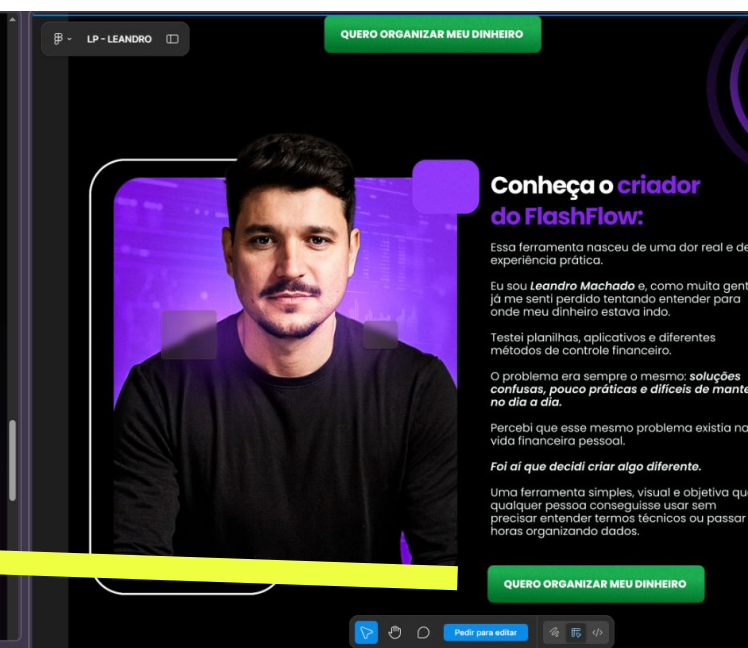 LP - LEANDRO
QUERO ORGANIZAR MEU DINHEIRO
Conheça o criador
do FlashFlow:
Essa ferramenta nasceu de uma dor real e de
experiência prática.
Eu sou Leandro Machado e, como muita
já me senti perdido tentando entender para
onde meu dinheiro estava indo.
Testei planilhas, aplicativos e diferentes
métodos de controle financeiro.
O problema era sempre o mesmo: soluções
confusas, pouco práticas e difíceis de
no dia a dia.
Percebi que esse mesmo problema existia na
vida financeira pessoal.
Foi aí que decidi criar algo diferente.
Uma ferramenta simples, visual e objetiva
qualquer pessoa conseguisse usar sem
precisar entender termos técnicos ou passar
horas organizando dados.
QUERO ORGANIZAR MEU DINHEIRO
Pedir para editar